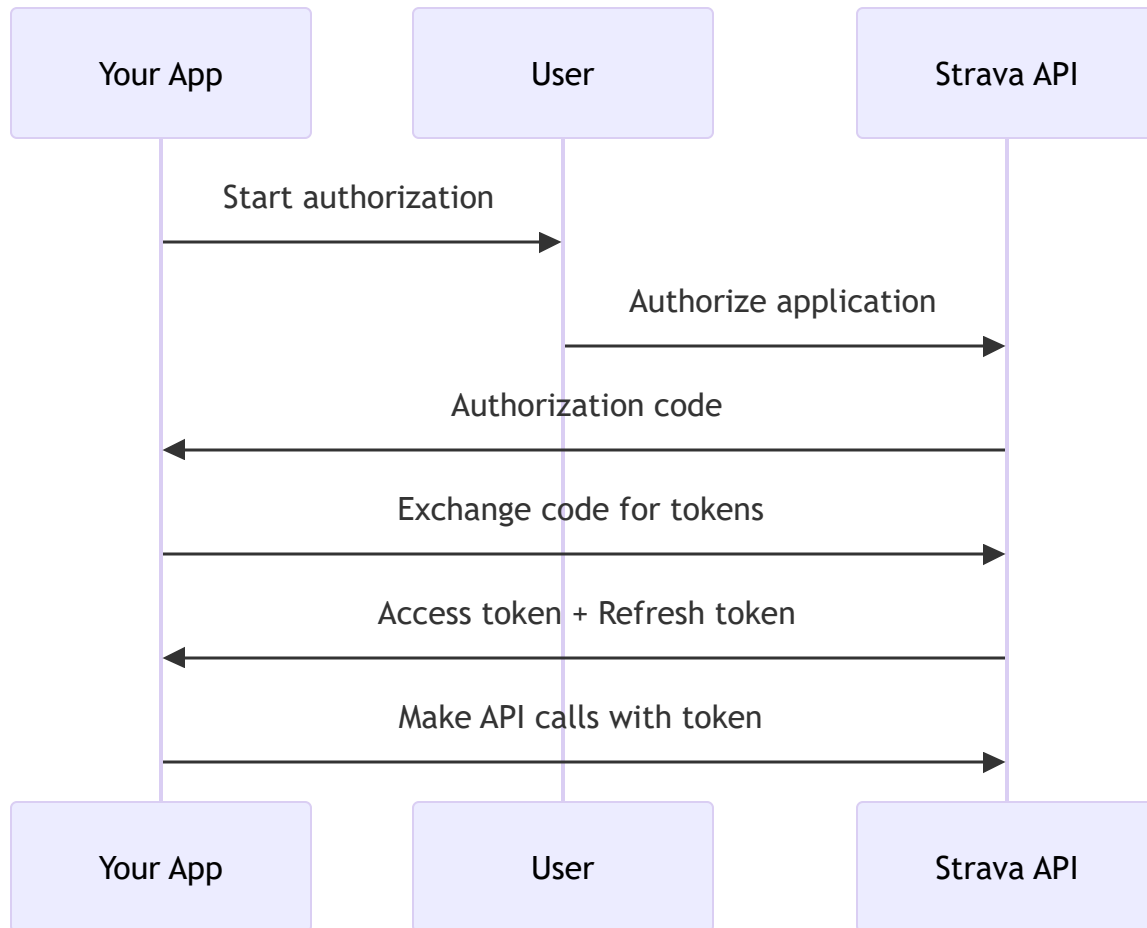 Your App
User
Strava API
Start authorization
Authorize application
Authorization code
Exchange code for tokens
Access token + Refresh token
Make API calls with token
Your App
User
Strava API